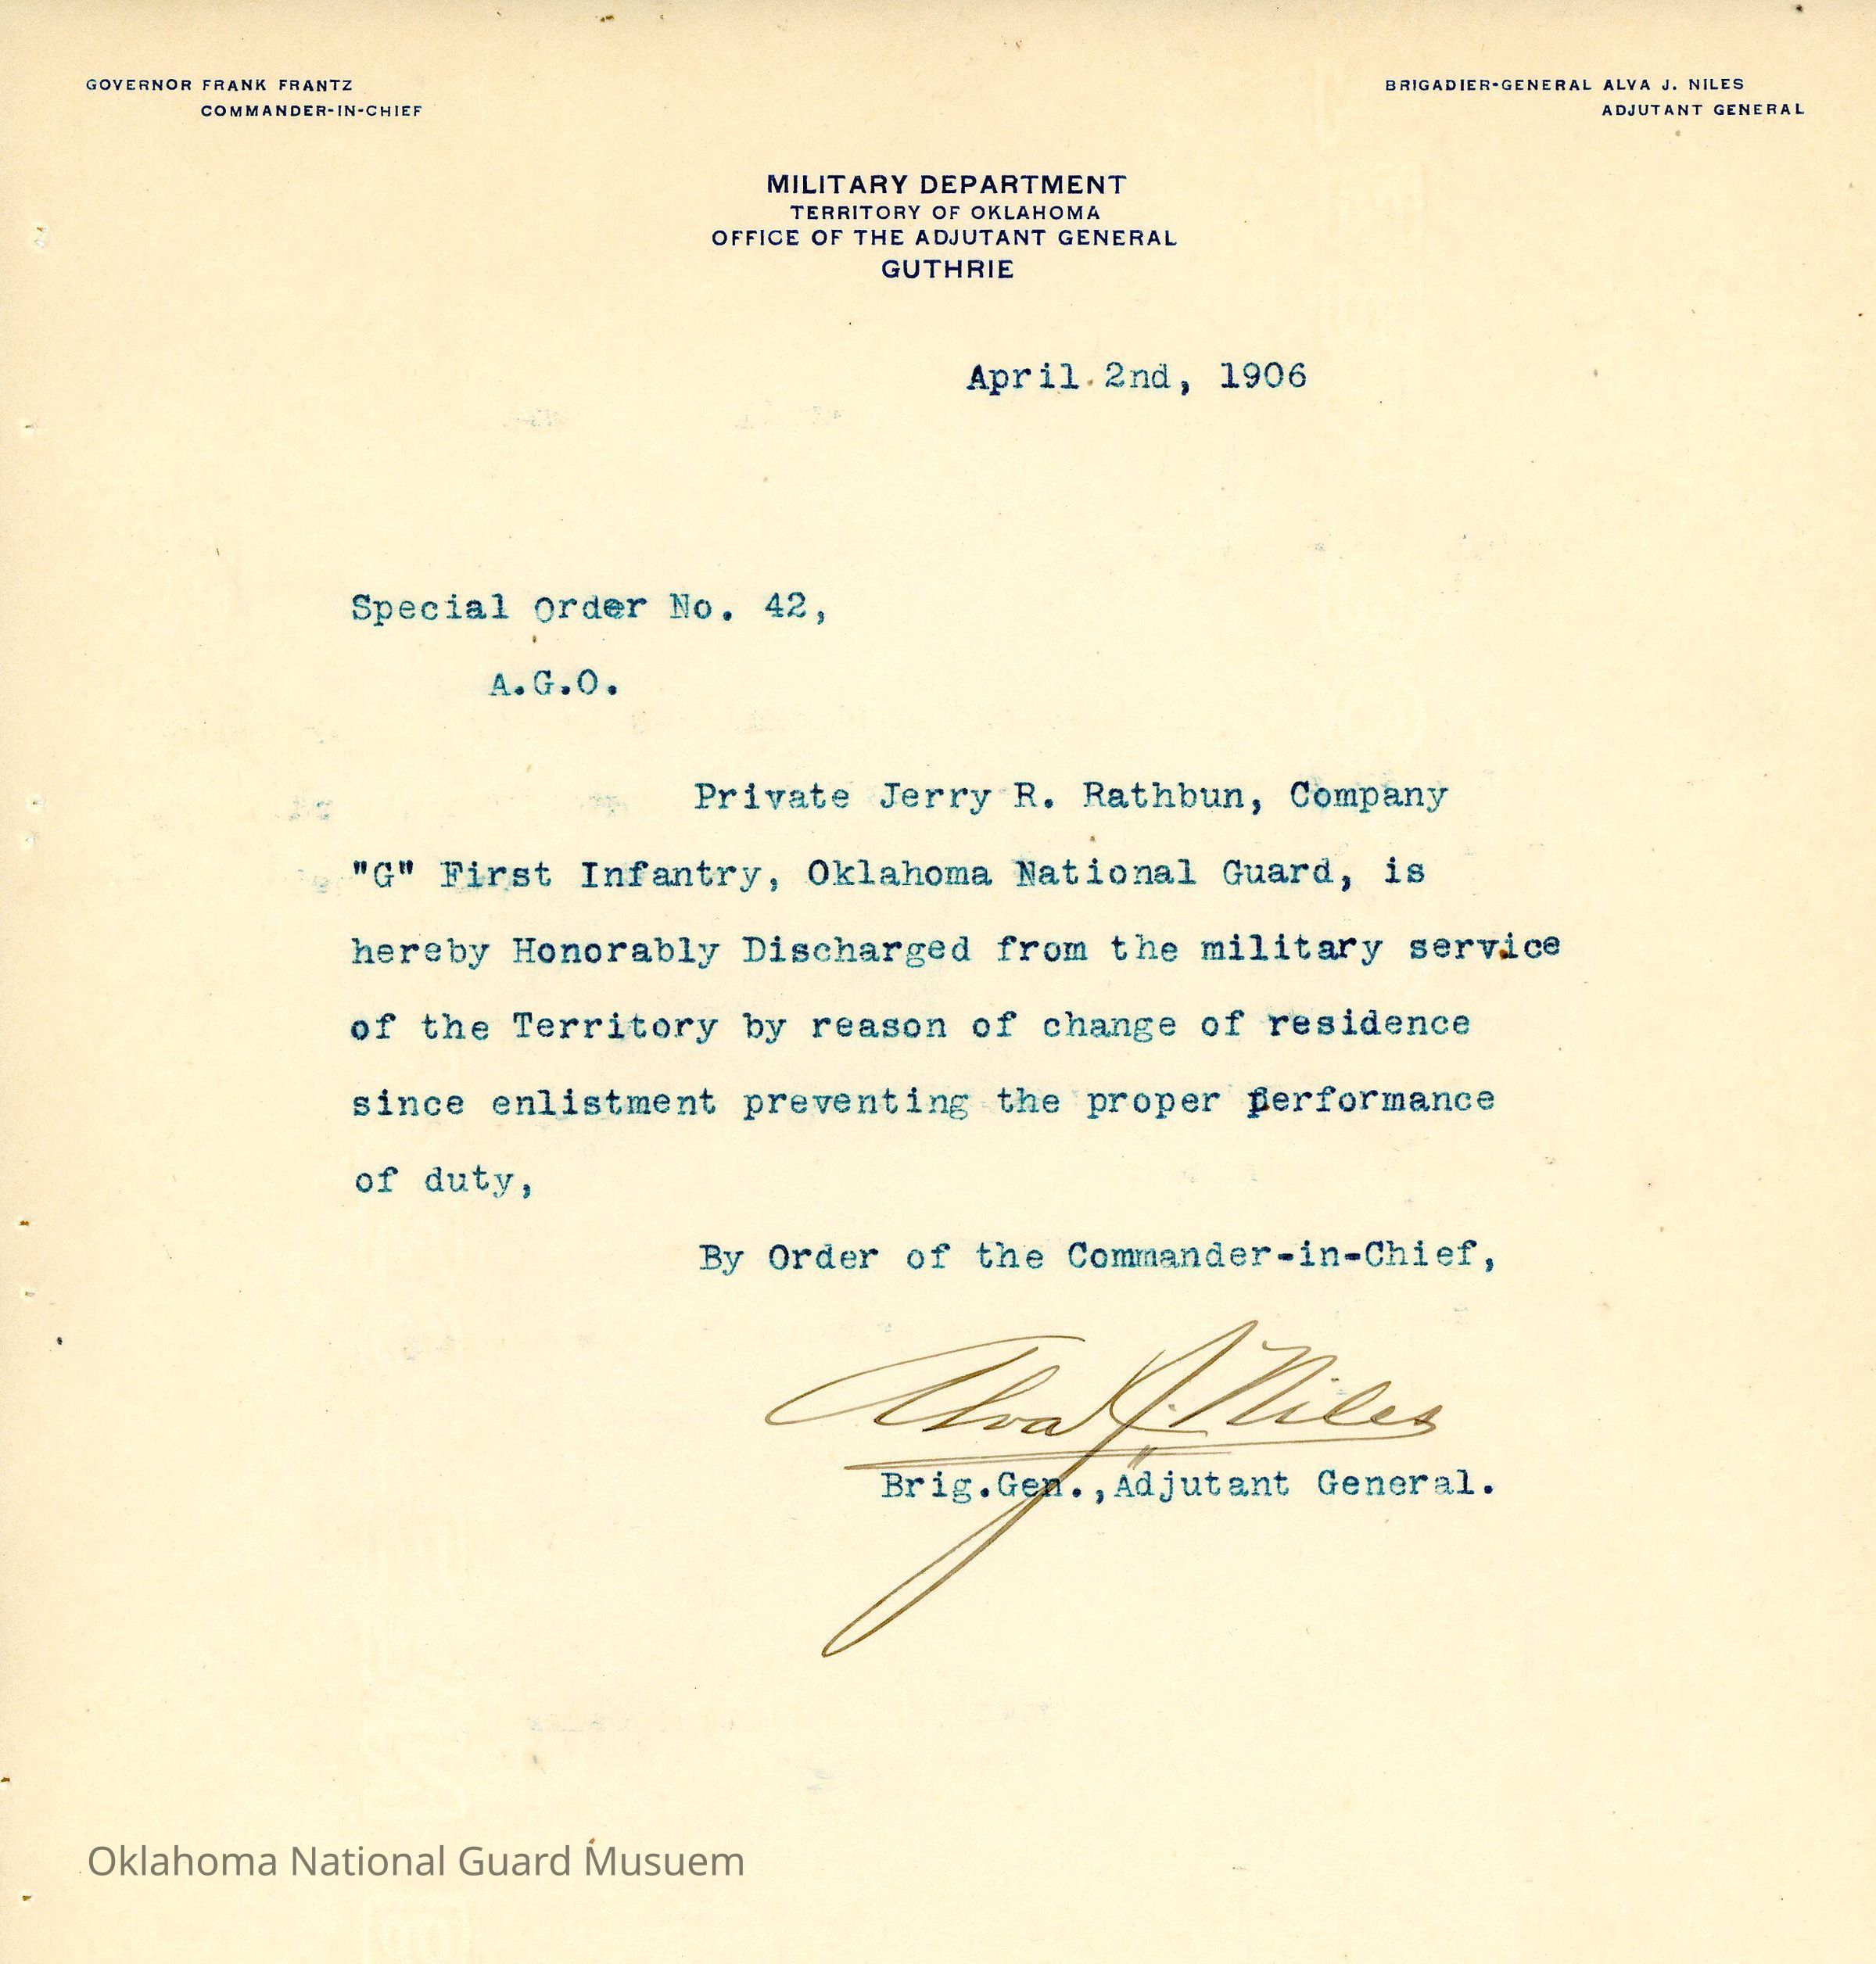 GOVERNOR FRANK FRANTZ
COMMANDER-IN-CHIEF
BRIGADIER-GENERAL ALVA J. NILES
ADJUTANT GENERAL
MILITARY DEPARTMENT
TERRITORY OF OKLAHOMA
OFFICE OF THE ADJUTANT GENERAL
GUTHRIE
April 2nd, 1906
Special Order No. 42,
A.G.O.
Private Jerry R. Rathbun, Company
"G" First Infantry, Oklahoma National Guard, is
hereby Honorably Discharged from the military service
of the Territory by reason of change of residence
since enlistment preventing the proper performance
of duty,
By Order of the Commander-in-Chief,
Alva J. Niles
Brig.Gen.,Adjutant General.
Oklahoma National Guard Musuem